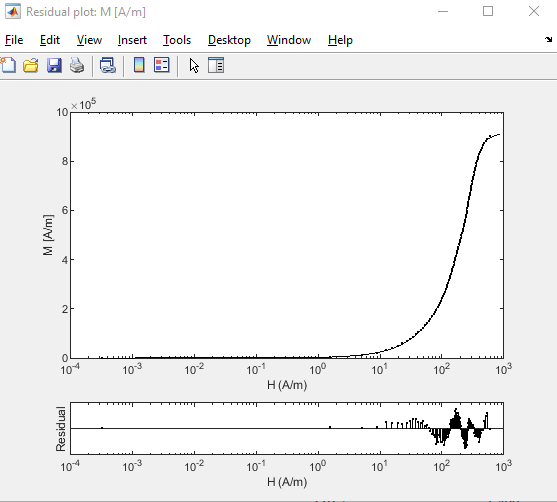 Residual plot: M [A/m]
File Edit View Insert Tools Desktop Window Help
×10^5
10
8
6
4
2
0
M [A/m]
10^-4 10^-3 10^-2 10^-1 10^0 10^1 10^2 10^3
H (A/m)
Residual
10^-4 10^-3 10^-2 10^-1 10^0 10^1 10^2 10^3
H (A/m)